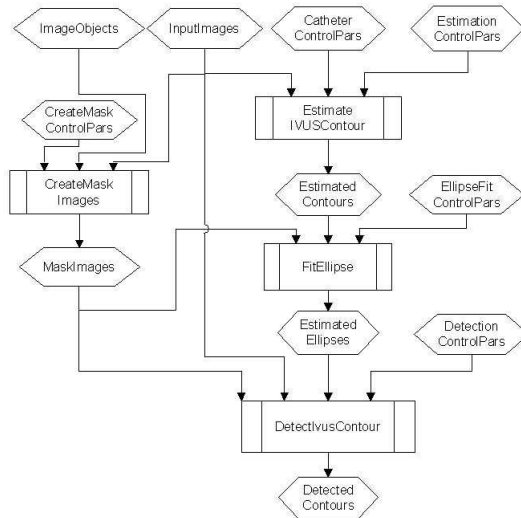 ImageObjects
InputImages
Catheter
ControlPars
Estimation
ControlPars
CreateMask
ControlPars
Estimate
IVUSContour
CreateMask
Images
Estimated
Contours
EllipseFit
ControlPars
MaskImages
FitEllipse
Estimated
Ellipses
Detection
ControlPars
DetectIvusContour
Detected
Contours